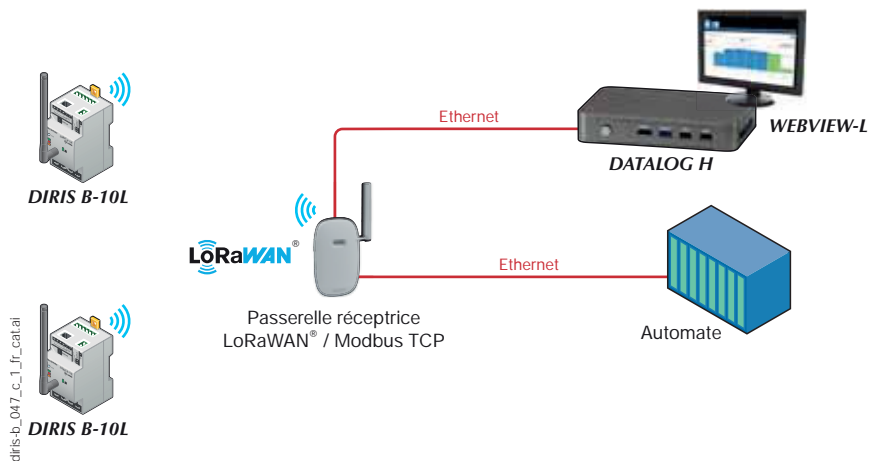 DIRIS B-10L
Ethernet
WEBVIEW-L
DATALOG H
LoRaWAN®
Ethernet
Passerelle réceptrice
LoRaWAN® / Modbus TCP
Automate
DIRIS B-10L
diris-b_047_c_1_fr_cat.ai